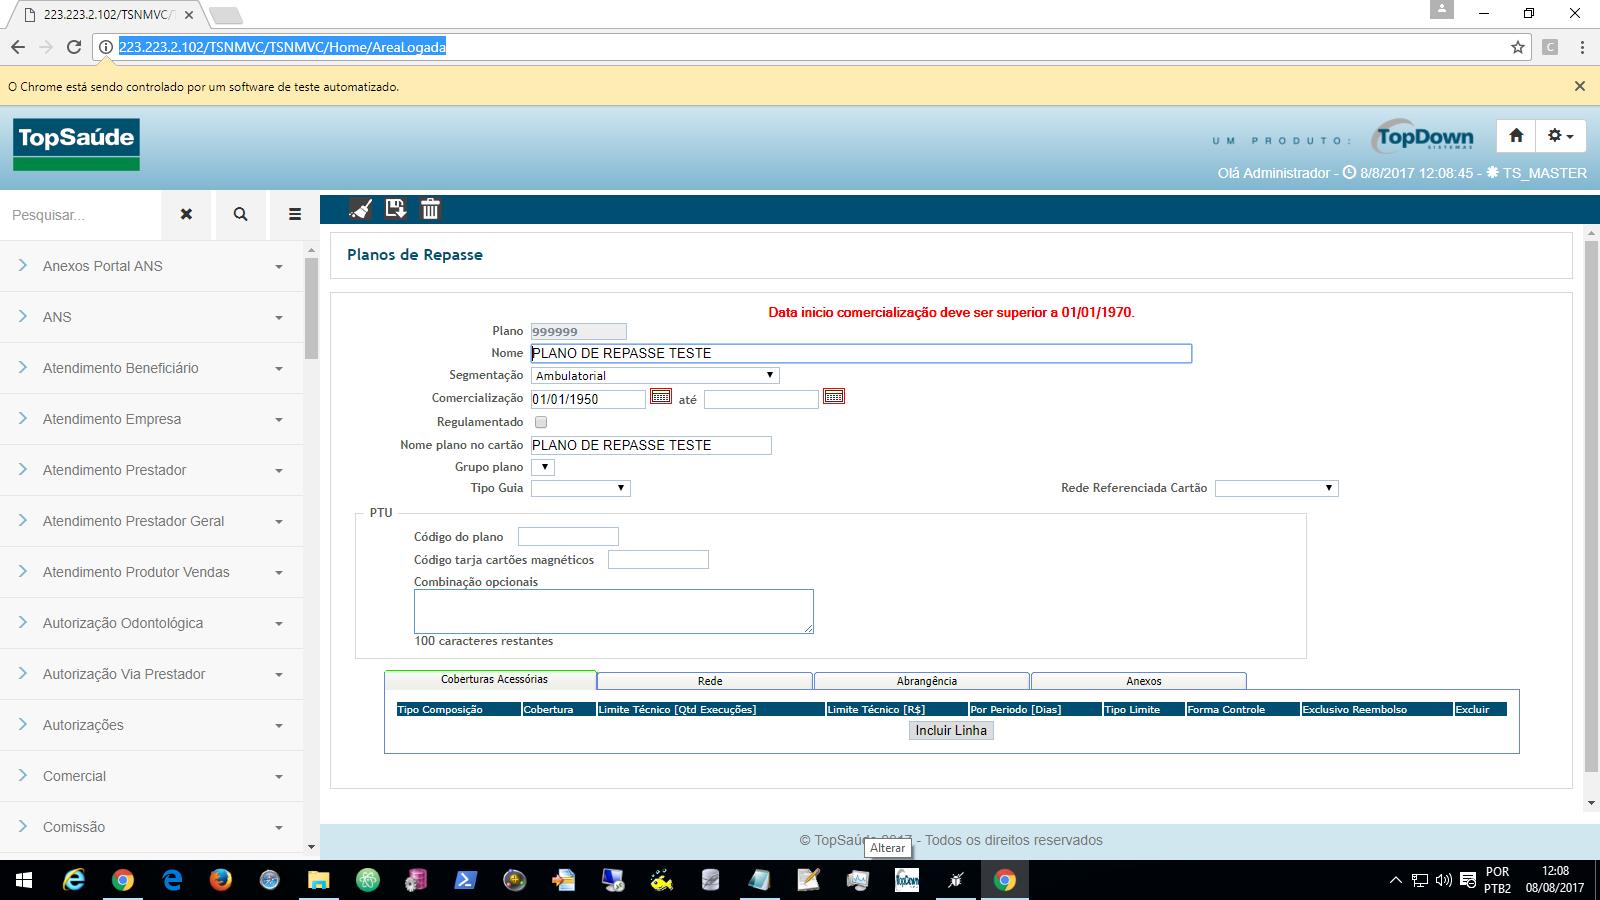 223.223.2.102/TSNMVC/T
223.223.2.102/TSNMVC/TSNMVC/Home/AreaLogada
C
O Chrome está sendo controlado por um software de teste automatizado.
TopSaúde
UM PRODUTO:
TopDown
SISTEMAS
Olá Administrador - 8/8/2017 12:08:45 - TS_MASTER
Pesquisar...
Anexos Portal ANS
ANS
Atendimento Beneficiário
Atendimento Empresa
Atendimento Prestador
Atendimento Prestador Geral
Atendimento Produtor Vendas
Autorização Odontológica
Autorização Via Prestador
Autorizações
Comercial
Comissão
Planos de Repasse
Data inicio comercialização deve ser superior a 01/01/1970.
Plano 999999
Nome PLANO DE REPASSE TESTE
Segmentação Ambulatorial
Comercialização 01/01/1950 até
Regulamentado
Nome plano no cartão PLANO DE REPASSE TESTE
Grupo plano
Tipo Guia Rede Referenciada Cartão
PTU
Código do plano
Código tarja cartões magnéticos
Combinação opcionais
100 caracteres restantes
Coberturas Acessórias Rede Abrangência Anexos
Tipo Composição Cobertura Limite Técnico [Qtd Execuções] Limite Técnico [R$] Por Periodo [Dias] Tipo Limite Forma Controle Exclusivo Reembolso Excluir
Incluir Linha
© TopSaúde 2017 - Todos os direitos reservados
Alterar
POR
PTB2
12:08
08/08/2017